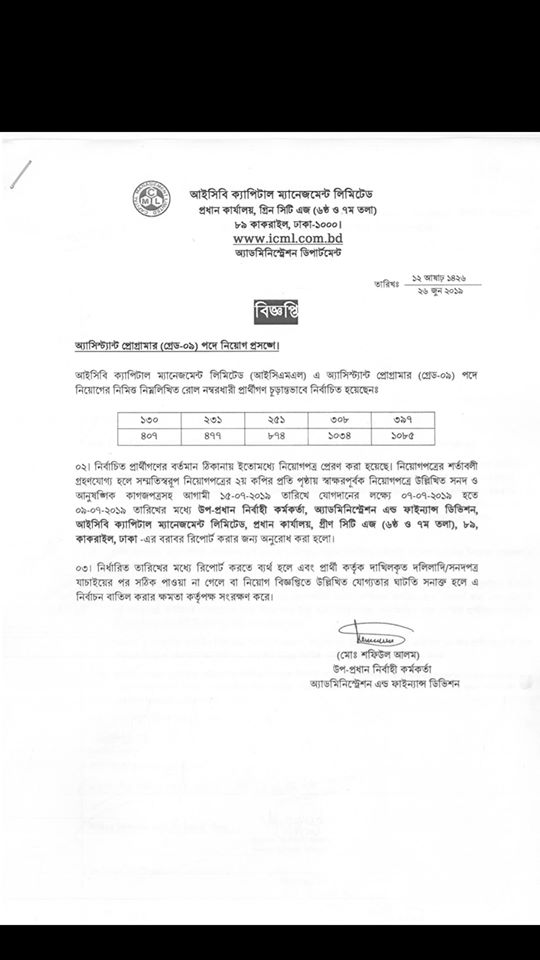 আইসিবি ক্যাপিটাল ম্যানেজমেন্ট লিমিটেড
প্রধান কার্যালয়, গ্রিন সিটি এজ (৬ষ্ঠ ও ৭ম তলা)
৮৯ কাকরাইল, ঢাকা-১০০০।
www.icml.com.bd
অ্যাডমিনিস্ট্রেশন ডিপার্টমেন্ট
তারিখঃ ১২ আষাঢ় ১৪২৬
২৬ জুন ২০১৯
বিজ্ঞপ্তি
অ্যাসিস্ট্যান্ট প্রোগ্রামার (গ্রেড-০৯) পদে নিয়োগ প্রসঙ্গে।
আইসিবি ক্যাপিটাল ম্যানেজমেন্ট লিমিটেড (আইসিএমএল) এ অ্যাসিস্ট্যান্ট প্রোগ্রামার (গ্রেড-০৯) পদে
নিয়োগের নিমিত্ত নিম্নলিখিত রোল নম্বরধারী প্রার্থীগণ চূড়ান্তভাবে নির্বাচিত হয়েছেনঃ
১৩০ ২৩১ ২৫১ ৩০৮ ৩৯৭
৪০৭ ৪৭৭ ৮৭৪ ১০৩৪ ১০৮৫
০২। নির্বাচিত প্রার্থীগণের বর্তমান ঠিকানায় ইতোমধ্যে নিয়োগপত্র প্রেরণ করা হয়েছে। নিয়োগপত্রের শর্তাবলী
গ্রহণযোগ্য হলে সম্মতিস্বরূপ নিয়োগপত্রের ২য় কপির প্রতি পৃষ্ঠায় স্বাক্ষরপূর্বক নিয়োগপত্রে উল্লিখিত সনদ ও
আনুষঙ্গিক কাগজপত্রসহ আগামী ১৫-০৭-২০১৯ তারিখে যোগদানের লক্ষ্যে ০৭-০৭-২০১৯ হতে
০৯-০৭-২০১৯ তারিখের মধ্যে উপ-প্রধান নির্বাহী কর্মকর্তা, অ্যাডমিনিস্ট্রেশন এন্ড ফাইন্যান্স ডিভিশন,
আইসিবি ক্যাপিটাল ম্যানেজমেন্ট লিমিটেড, প্রধান কার্যালয়, গ্রীণ সিটি এজ (৬ষ্ঠ ও ৭ম তলা), ৮৯,
কাকরাইল, ঢাকা -এর বরাবর রিপোর্ট করার জন্য অনুরোধ করা হলো।
০৩। নির্ধারিত তারিখের মধ্যে রিপোর্ট করতে ব্যর্থ হলে এবং প্রার্থী কর্তৃক দাখিলকৃত দলিলাদি/সনদপত্র
যাচাইয়ের পর সঠিক পাওয়া না গেলে বা নিয়োগ বিজ্ঞপ্তিতে উল্লিখিত যোগ্যতার ঘাটতি সনাক্ত হলে এ
নির্বাচন বাতিল করার ক্ষমতা কর্তৃপক্ষ সংরক্ষণ করে।
(মোঃ শফিউল আলম)
উপ-প্রধান নির্বাহী কর্মকর্তা
অ্যাডমিনিস্ট্রেশন এন্ড ফাইন্যান্স ডিভিশন